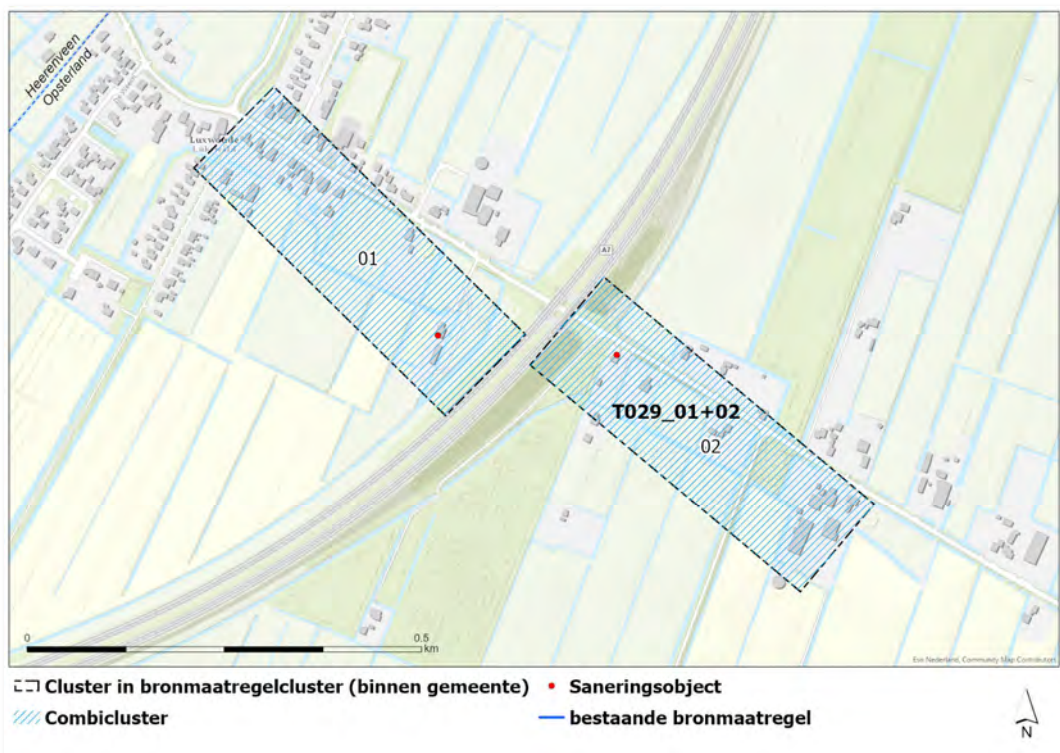 Heerenveen
Opsterland
Luxwoude
A7
01
T029_01+02
02
0 0.5
km
Esri Nederland, Community Map Contributors
Cluster in bronmaatregelcluster (binnen gemeente) Saneringsobject
Combicluster bestaande bronmaatregel
N